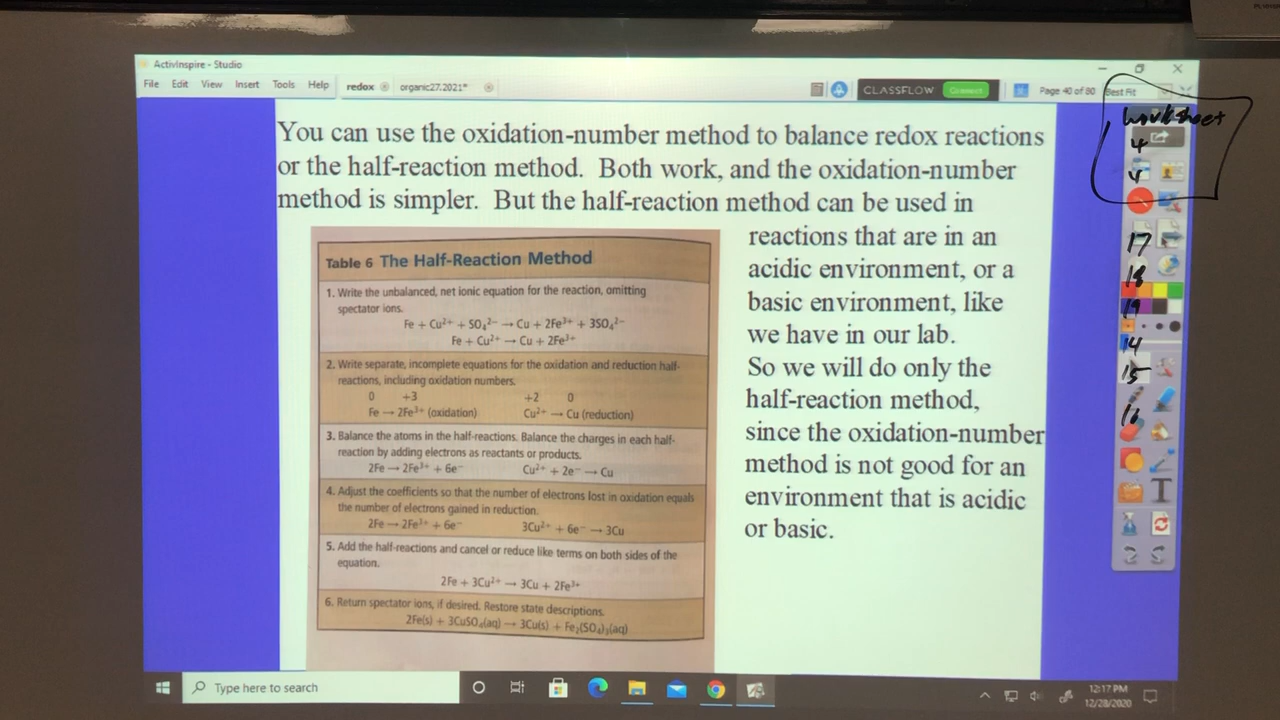 ActivInspire - Studio
File Edit View Insert Tools Help redox organic27.2021* CLASSFLOW Connect Page 40 of 80 Best Fit
You can use the oxidation-number method to balance redox reactions
or the half-reaction method. Both work, and the oxidation-number
method is simpler. But the half-reaction method can be used in
reactions that are in an
acidic environment, or a
basic environment, like
we have in our lab.
So we will do only the
half-reaction method,
since the oxidation-number
method is not good for an
environment that is acidic
or basic.
Table 6 The Half-Reaction Method
1. Write the unbalanced, net ionic equation for the reaction, omitting
spectator ions.
Fe + Cu²⁺ + SO₄²⁻ → Cu + 2Fe³⁺ + 3SO₄²⁻
Fe + Cu²⁺ → Cu + 2Fe³⁺
2. Write separate, incomplete equations for the oxidation and reduction half-
reactions, including oxidation numbers.
0 +3 +2 0
Fe → 2Fe³⁺ (oxidation) Cu²⁺ → Cu (reduction)
3. Balance the atoms in the half-reactions. Balance the charges in each half-
reaction by adding electrons as reactants or products.
2Fe → 2Fe³⁺ + 6e⁻ Cu²⁺ + 2e⁻ → Cu
4. Adjust the coefficients so that the number of electrons lost in oxidation equals
the number of electrons gained in reduction.
2Fe → 2Fe³⁺ + 6e⁻ 3Cu²⁺ + 6e⁻ → 3Cu
5. Add the half-reactions and cancel or reduce like terms on both sides of the
equation.
2Fe + 3Cu²⁺ → 3Cu + 2Fe³⁺
6. Return spectator ions, if desired. Restore state descriptions.
2Fe(s) + 3CuSO₄(aq) → 3Cu(s) + Fe₂(SO₄)₃(aq)
worksheet
4
4
17
18
19
14
15
16
T
Type here to search
12:17 PM
12/28/2020